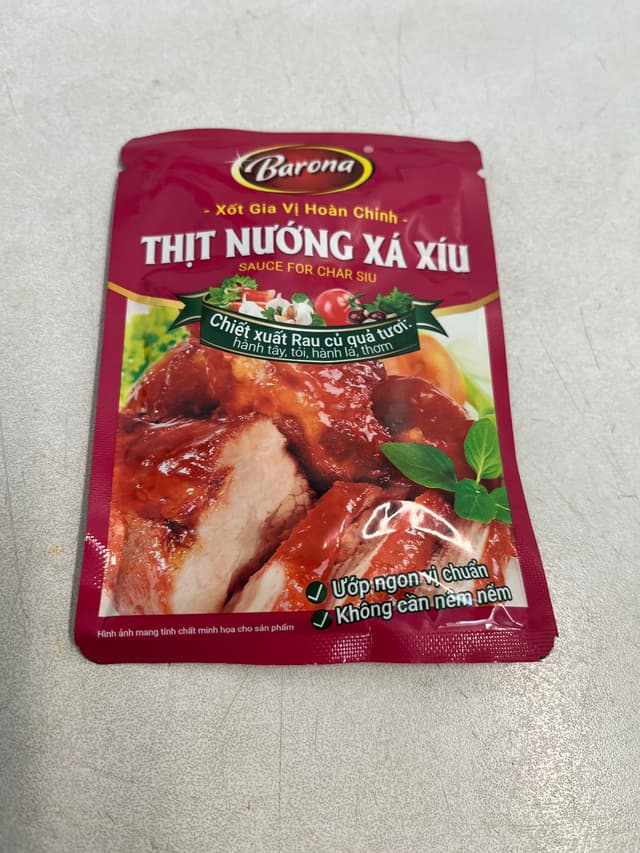 Barona
®
- Xốt Gia Vị Hoàn Chỉnh -
THỊT NƯỚNG XÁ XÍU
SAUCE FOR CHAR SIU
Chiết xuất Rau củ quả tươi:
hành tây, tỏi, hành lá, thơm
Ướp ngon vị chuẩn
Không cần nêm nếm
Hình ảnh mang tính chất minh họa cho sản phẩm